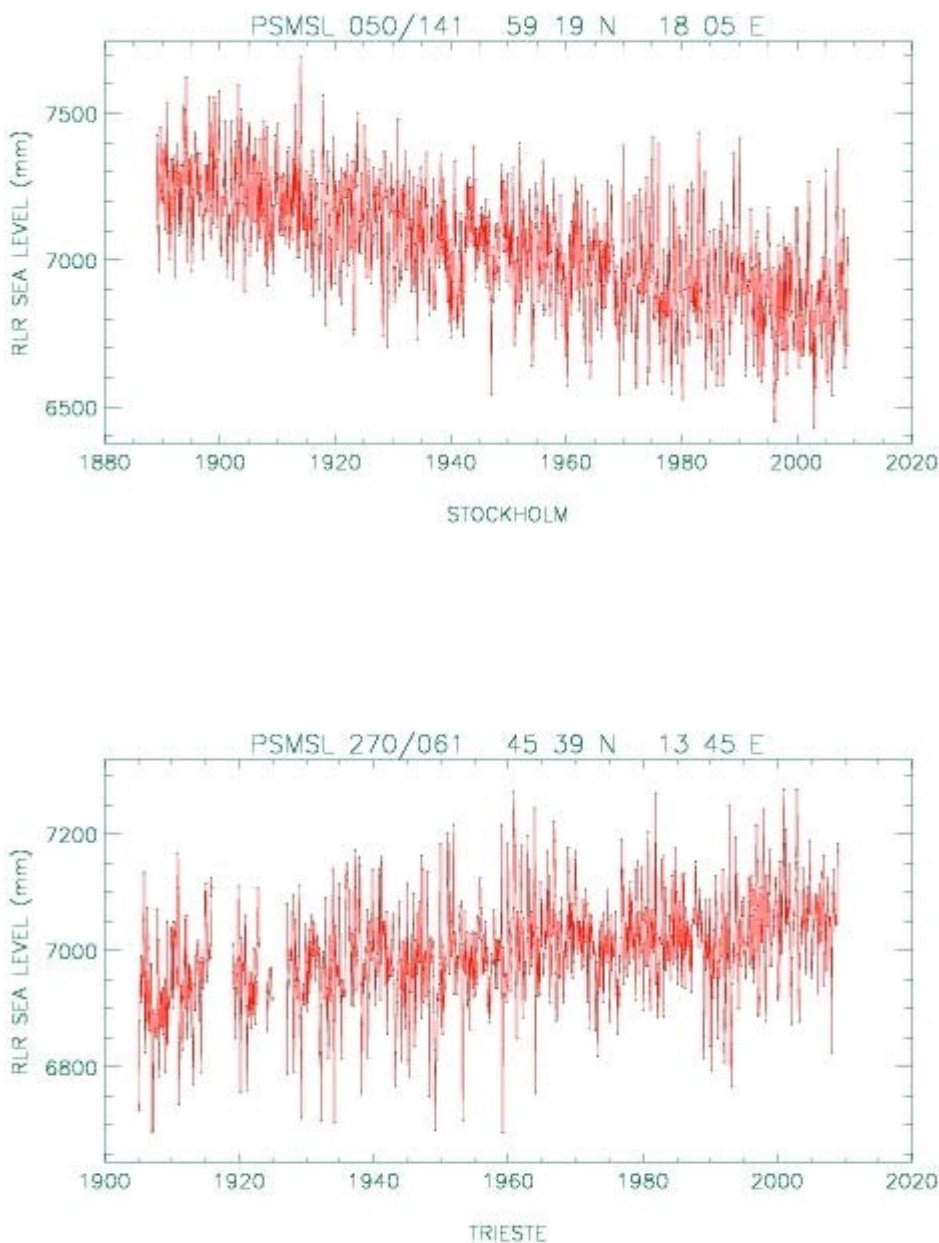 PSMSL 050/141 59 19 N 18 05 E
RLR SEA LEVEL (mm)
7500
7000
6500
1880 1900 1920 1940 1960 1980 2000 2020
STOCKHOLM
PSMSL 270/061 45 39 N 13 45 E
RLR SEA LEVEL (mm)
7200
7000
6800
1900 1920 1940 1960 1980 2000 2020
TRIESTE